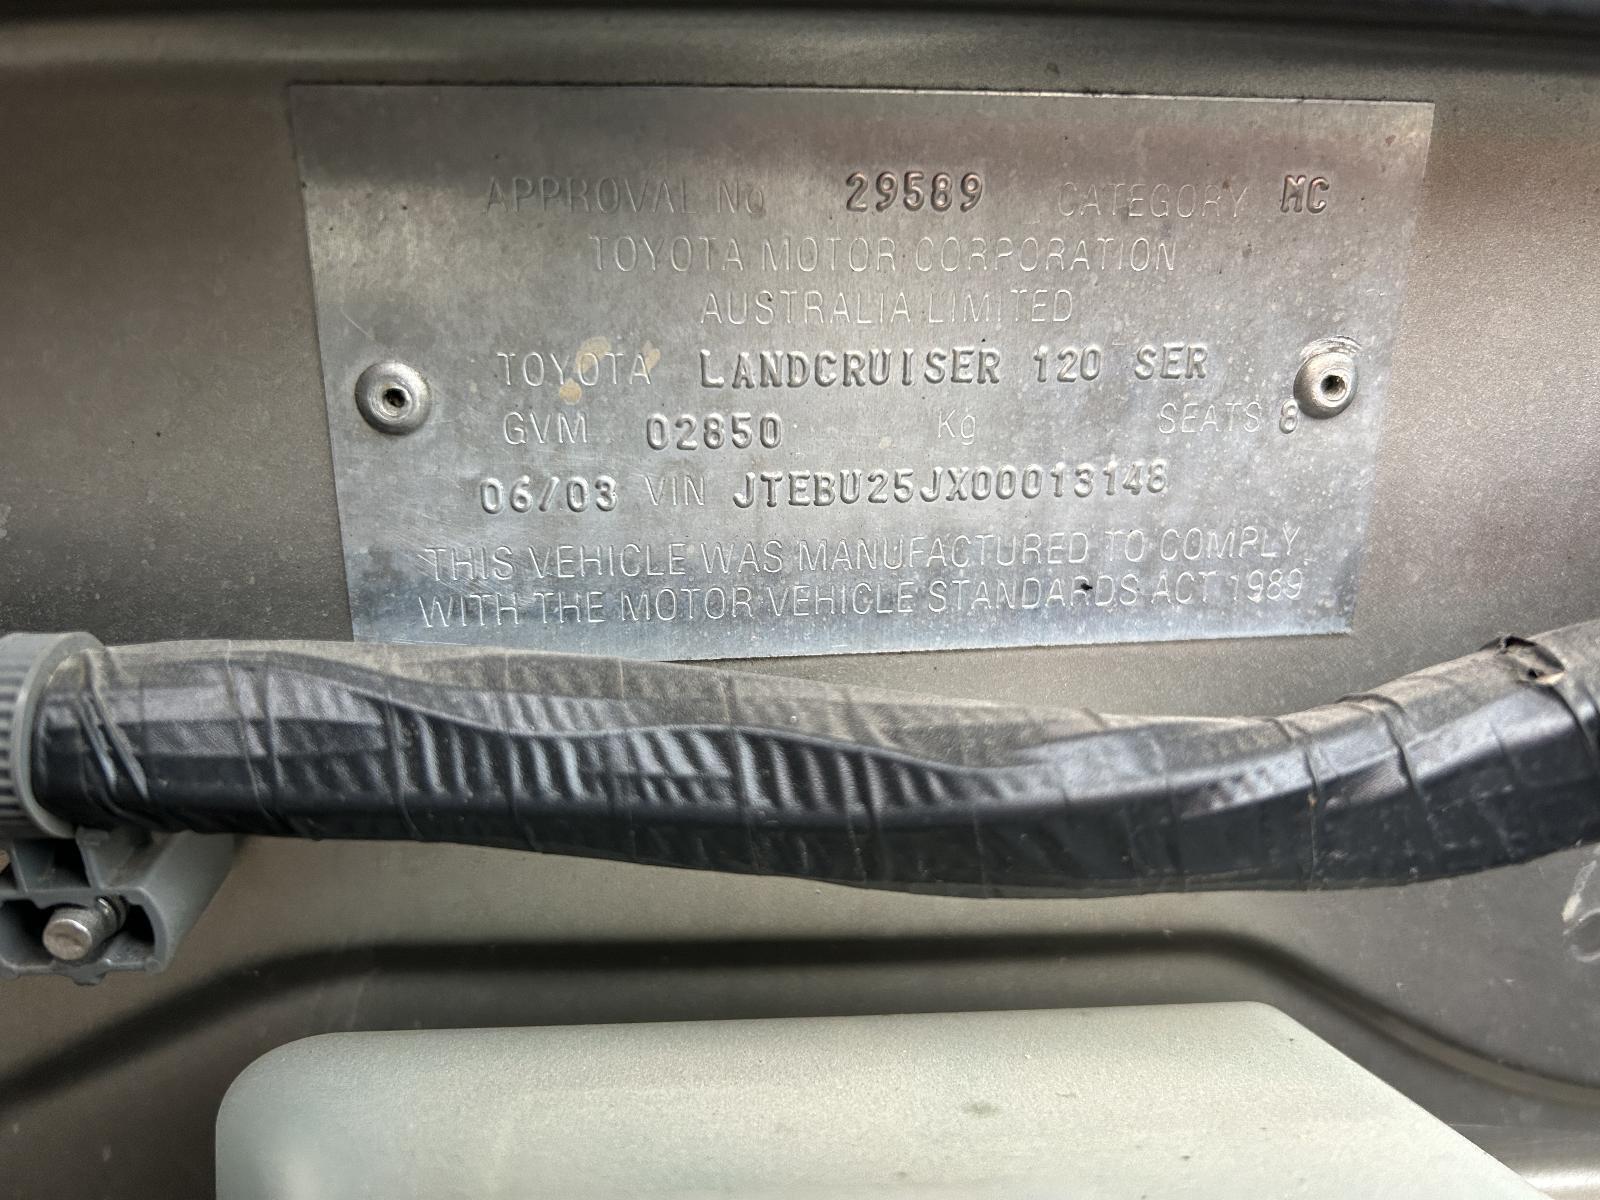 APPROVAL No 29589 CATEGORY MC
TOYOTA MOTOR CORPORATION
AUSTRALIA LIMITED
TOYOTA LANDCRUISER 120 SER
GVM 02850 Kg SEATS 8
06/03 VIN JTEBU25JX00013148
THIS VEHICLE WAS MANUFACTURED TO COMPLY
WITH THE MOTOR VEHICLE STANDARDS ACT 1989